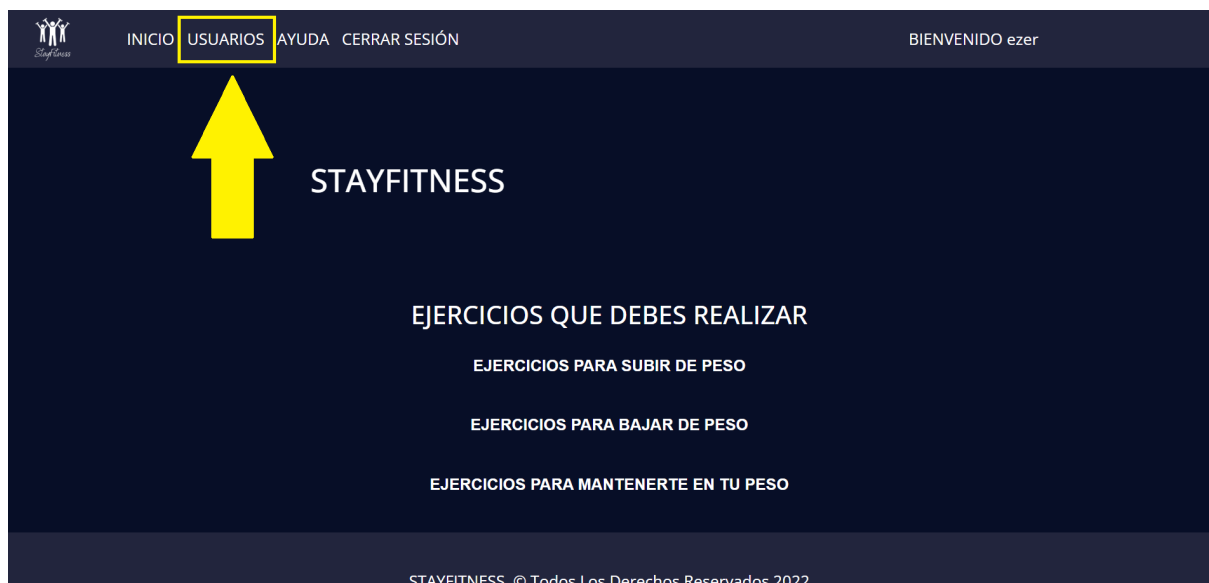 StayFitness
INICIO USUARIOS AYUDA CERRAR SESIÓN BIENVENIDO ezer
STAYFITNESS
EJERCICIOS QUE DEBES REALIZAR
EJERCICIOS PARA SUBIR DE PESO
EJERCICIOS PARA BAJAR DE PESO
EJERCICIOS PARA MANTENERTE EN TU PESO
STAYFITNESS © Todos Los Derechos Reservados 2022